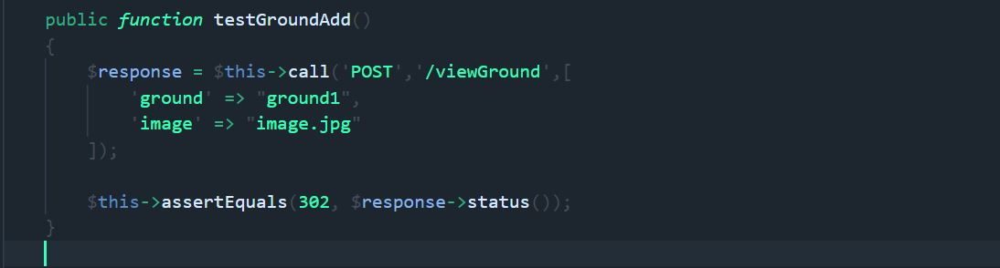 public function testGroundAdd()
{
    $response = $this->call('POST','/viewGround',[
        'ground' => "ground1",
        'image' => "image.jpg"
    ]);

    $this->assertEquals(302, $response->status());
}